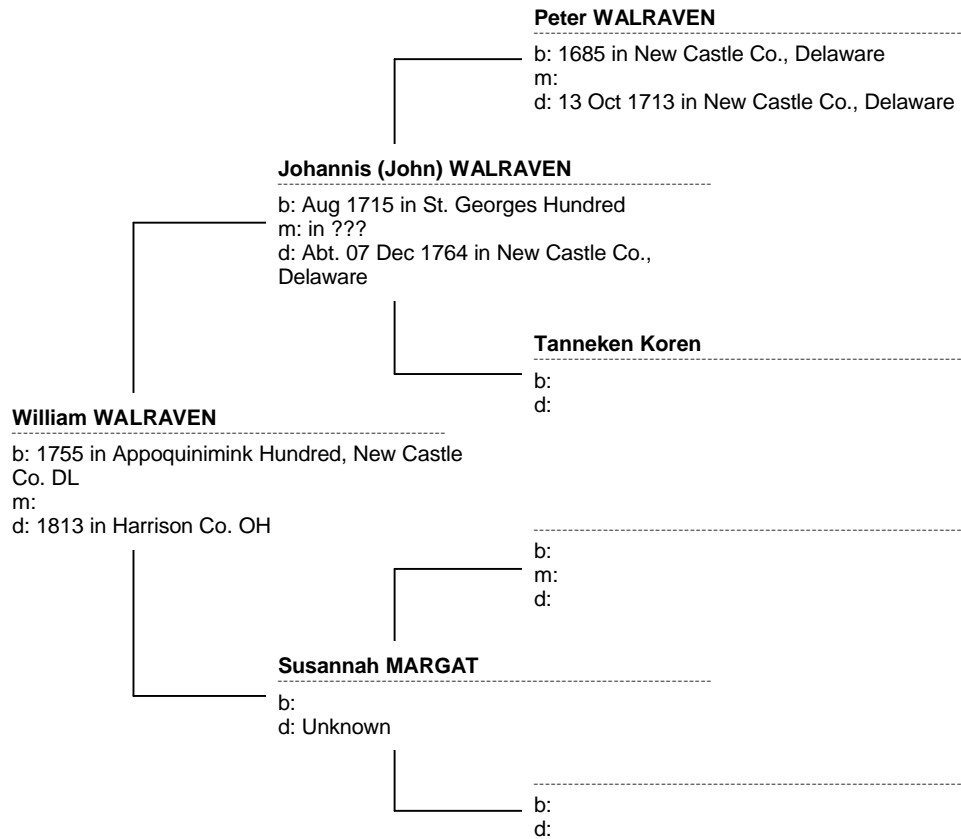 Peter WALRAVEN
b: 1685 in New Castle Co., Delaware
m:
d: 13 Oct 1713 in New Castle Co., Delaware
Johannis (John) WALRAVEN
b: Aug 1715 in St. Georges Hundred
m: in ???
d: Abt. 07 Dec 1764 in New Castle Co.,
Delaware
Tanneken Koren
b:
d:
William WALRAVEN
b: 1755 in Appoquinimink Hundred, New Castle
Co. DL
m:
d: 1813 in Harrison Co. OH
b:
m:
d:
Susannah MARGAT
b:
d: Unknown
b:
d: